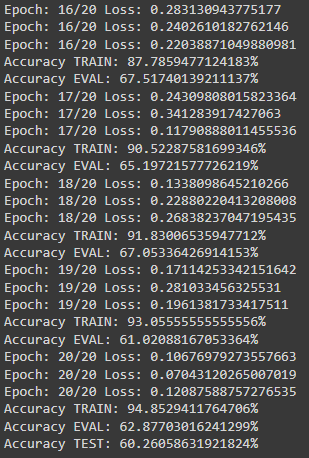 Epoch: 16/20 Loss: 0.283130943775177
Epoch: 16/20 Loss: 0.2402610182762146
Epoch: 16/20 Loss: 0.22038871049880981
Accuracy TRAIN: 87.7859477124183%
Accuracy EVAL: 67.51740139211137%
Epoch: 17/20 Loss: 0.24309808015823364
Epoch: 17/20 Loss: 0.341283917427063
Epoch: 17/20 Loss: 0.11790888011455536
Accuracy TRAIN: 90.52287581699346%
Accuracy EVAL: 65.19721577726219%
Epoch: 18/20 Loss: 0.1338098645210266
Epoch: 18/20 Loss: 0.22880220413208008
Epoch: 18/20 Loss: 0.26838237047195435
Accuracy TRAIN: 91.83006535947712%
Accuracy EVAL: 67.05336426914153%
Epoch: 19/20 Loss: 0.17114253342151642
Epoch: 19/20 Loss: 0.281033456325531
Epoch: 19/20 Loss: 0.1961381733417511
Accuracy TRAIN: 93.05555555555556%
Accuracy EVAL: 61.02088167053364%
Epoch: 20/20 Loss: 0.10676979273557663
Epoch: 20/20 Loss: 0.07043120265007019
Epoch: 20/20 Loss: 0.12087588757276535
Accuracy TRAIN: 94.8529411764706%
Accuracy EVAL: 62.87703016241299%
Accuracy TEST: 60.26058631921824%